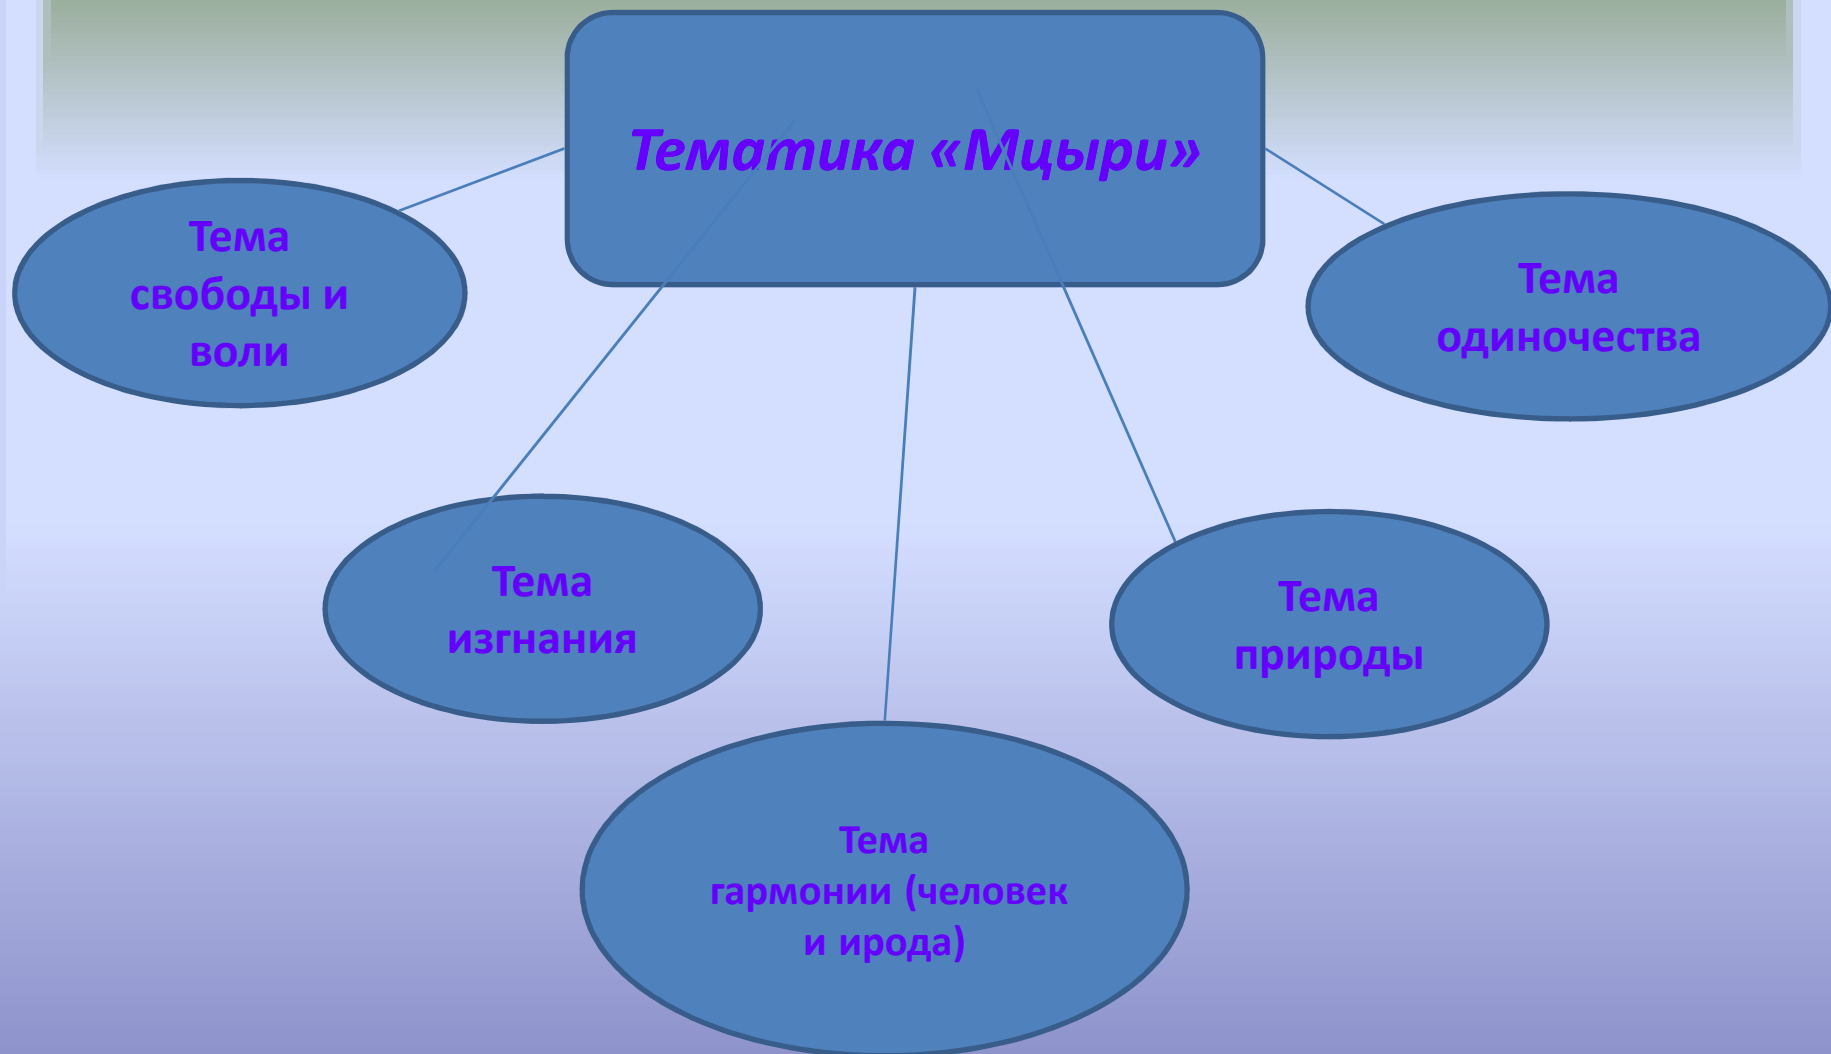 Тематика «Мцыри»
Тема
свободы и
воли
Тема
одиночества
Тема
изгнания
Тема
природы
Тема
гармонии (человек
и ирода)